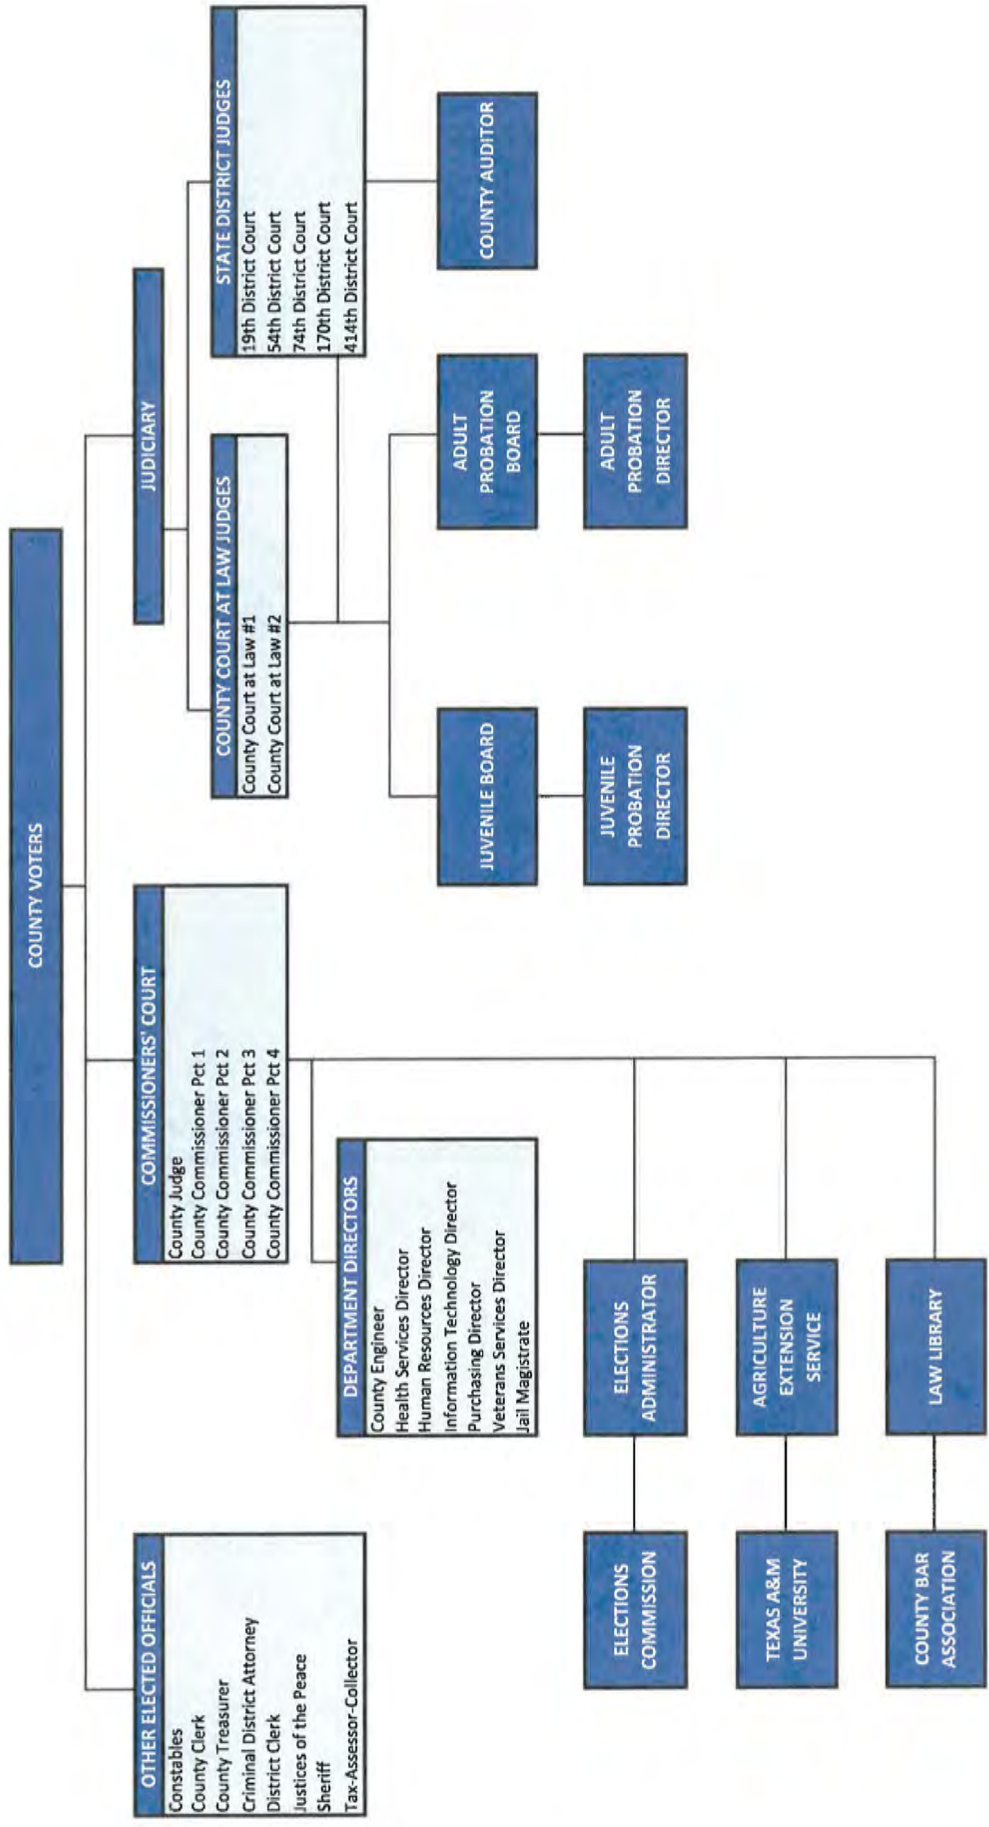 COUNTY VOTERS
OTHER ELECTED OFFICIALS
Constables
County Clerk
County Treasurer
Criminal District Attorney
District Clerk
Justices of the Peace
Sheriff
Tax-Assessor-Collector
COMMISSIONERS' COURT
County Judge
County Commissioner Pct 1
County Commissioner Pct 2
County Commissioner Pct 3
County Commissioner Pct 4
JUDICIARY
COUNTY COURT AT LAW JUDGES
County Court at Law #1
County Court at Law #2
STATE DISTRICT JUDGES
19th District Court
54th District Court
74th District Court
170th District Court
414th District Court
DEPARTMENT DIRECTORS
County Engineer
Health Services Director
Human Resources Director
Information Technology Director
Purchasing Director
Veterans Services Director
Jail Magistrate
JUVENILE BOARD
ADULT
PROBATION
BOARD
COUNTY AUDITOR
JUVENILE
PROBATION
DIRECTOR
ADULT
PROBATION
DIRECTOR
ELECTIONS
COMMISSION
ELECTIONS
ADMINISTRATOR
TEXAS A&M
UNIVERSITY
AGRICULTURE
EXTENSION
SERVICE
COUNTY BAR
ASSOCIATION
LAW LIBRARY